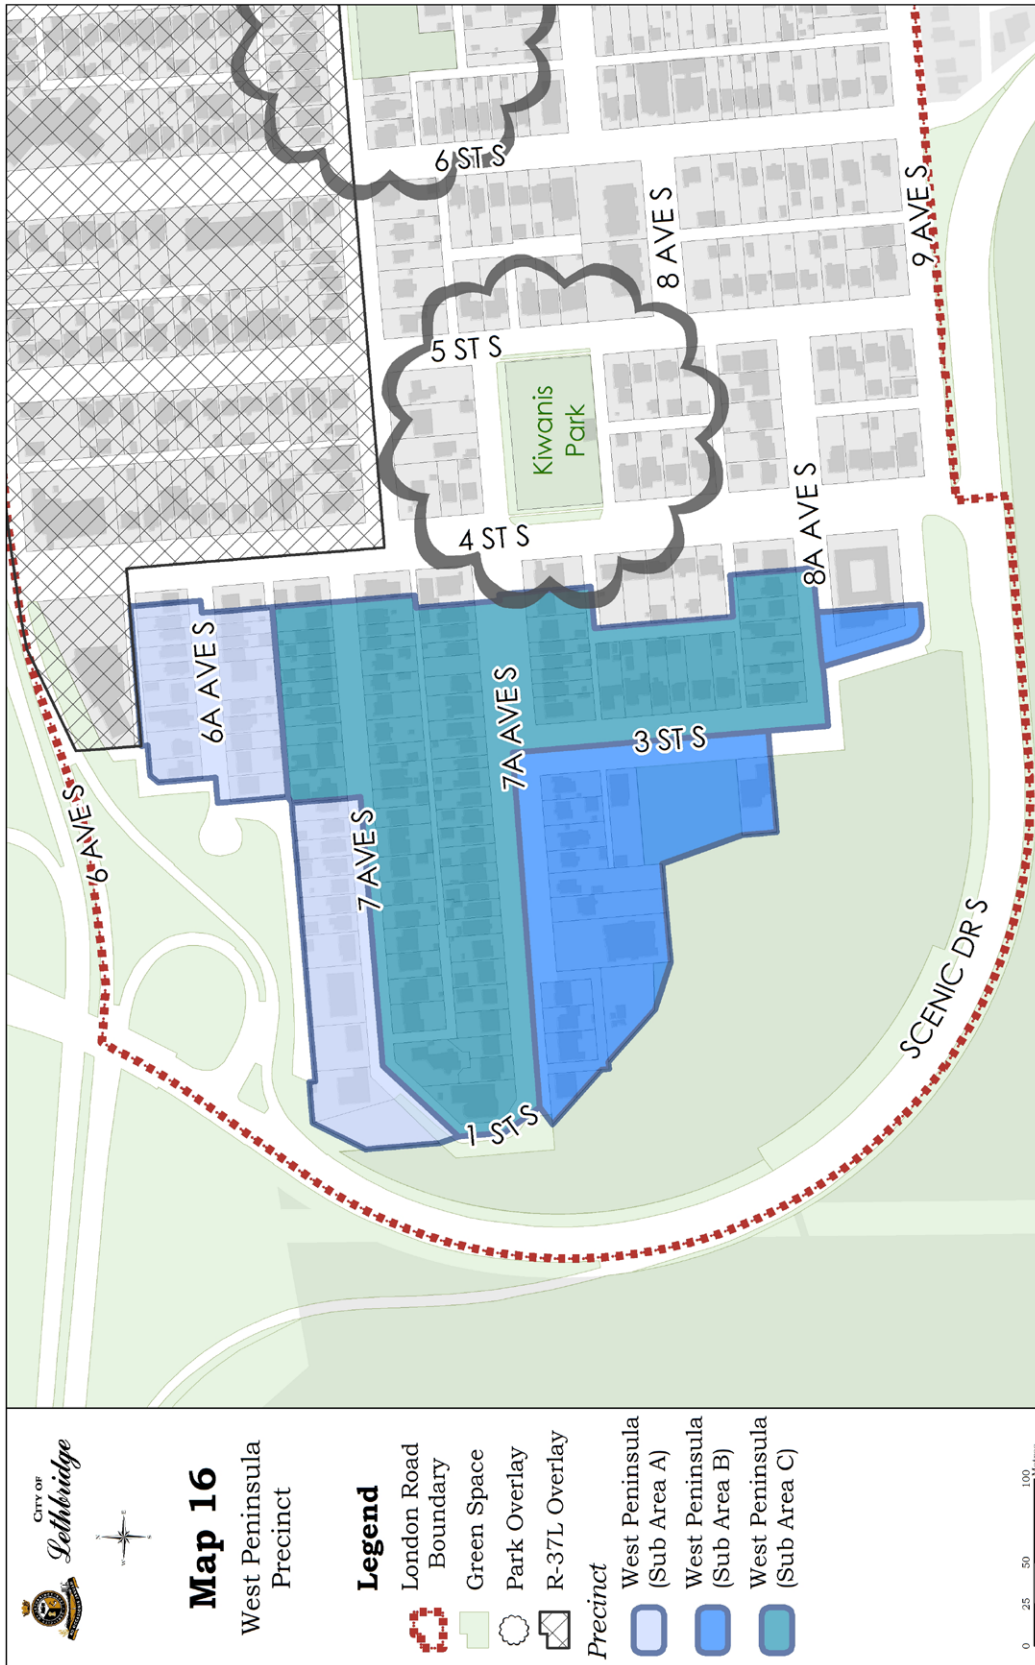 CITY OF
Lethbridge
N
W
E
S
Map 16
West Peninsula
Precinct
Legend
London Road
Boundary
Green Space
Park Overlay
R-37L Overlay
Precinct
West Peninsula
(Sub Area A)
West Peninsula
(Sub Area B)
West Peninsula
(Sub Area C)
0 25 50 100
6 AVE S
6A AVE S
7 AVE S
7A AVE S
1 ST S
3 ST S
4 ST S
5 ST S
6 ST S
Kiwanis
Park
8 AVE S
8A AVE S
9 AVE S
SCENIC DR S